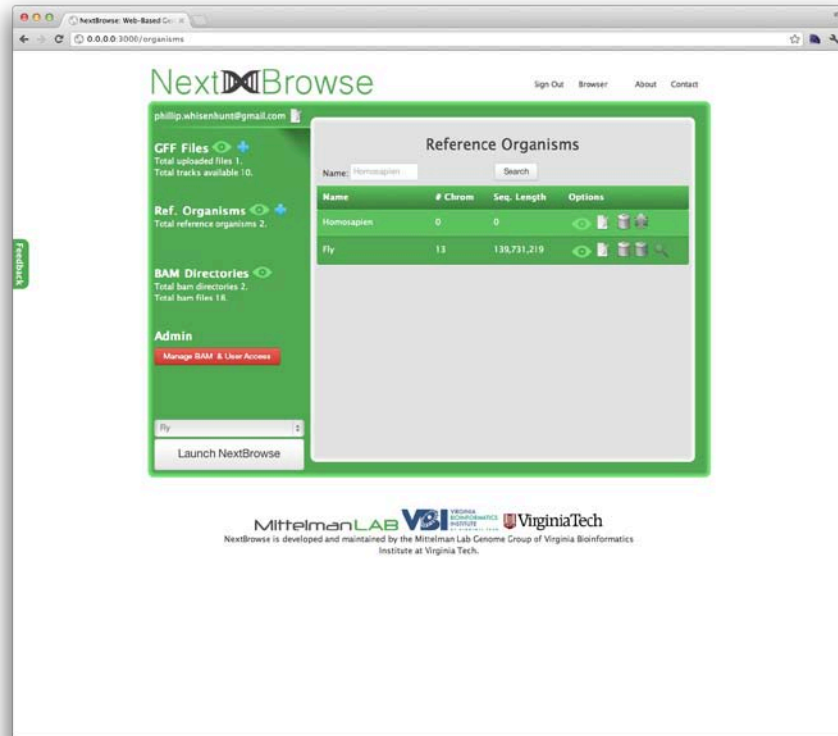 NextBrowse: Web-Based Ge
0.0.0.0:3000/organisms
NextBrowse
Sign Out Browser About Contact
phillip.whisenhunt@gmail.com
GFF Files
Total uploaded files 1.
Total tracks available 10.
Ref. Organisms
Total reference organisms 2.
BAM Directories
Total bam directories 2.
Total bam files 18.
Admin
Manage BAM & User Access
Fly
Launch NextBrowse
Reference Organisms
Name: Homosapien Search
Name # Chrom Seq. Length Options
Homosapien 0 0
Fly 13 139,731,219
Feedback
MittelmanLAB VBI VIRGINIA BIOINFORMATICS INSTITUTE VirginiaTech
NextBrowse is developed and maintained by the Mittelman Lab Genome Group of Virginia Bioinformatics
Institute at Virginia Tech.